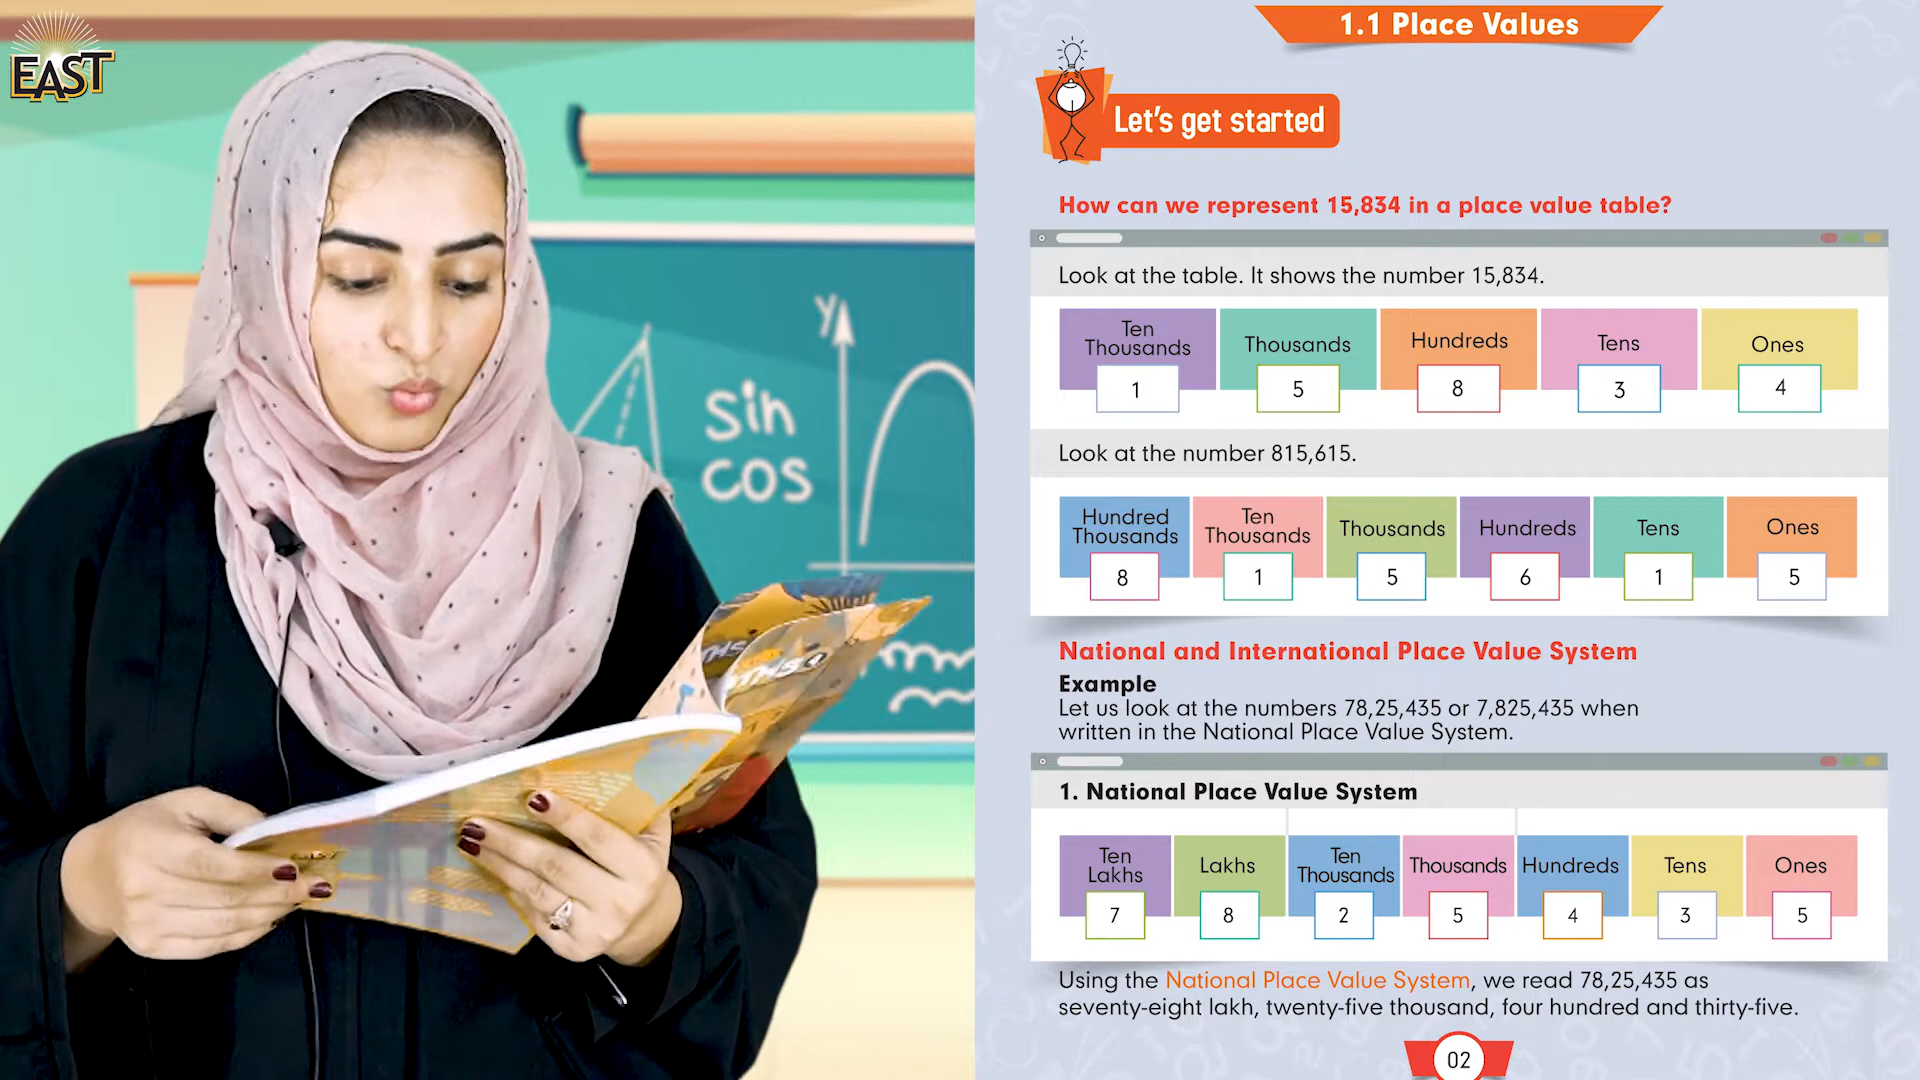 EAST
y
sin
cos
THS
MATHS 4
1.1 Place Values
Let's get started
How can we represent 15,834 in a place value table?
Look at the table. It shows the number 15,834.
Ten Thousands Thousands Hundreds Tens Ones
1 5 8 3 4
Look at the number 815,615.
Hundred Thousands Ten Thousands Thousands Hundreds Tens Ones
8 1 5 6 1 5
National and International Place Value System
Example
Let us look at the numbers 78,25,435 or 7,825,435 when
written in the National Place Value System.
1. National Place Value System
Ten Lakhs Lakhs Ten Thousands Thousands Hundreds Tens Ones
7 8 2 5 4 3 5
Using the National Place Value System, we read 78,25,435 as
seventy-eight lakh, twenty-five thousand, four hundred and thirty-five.
02